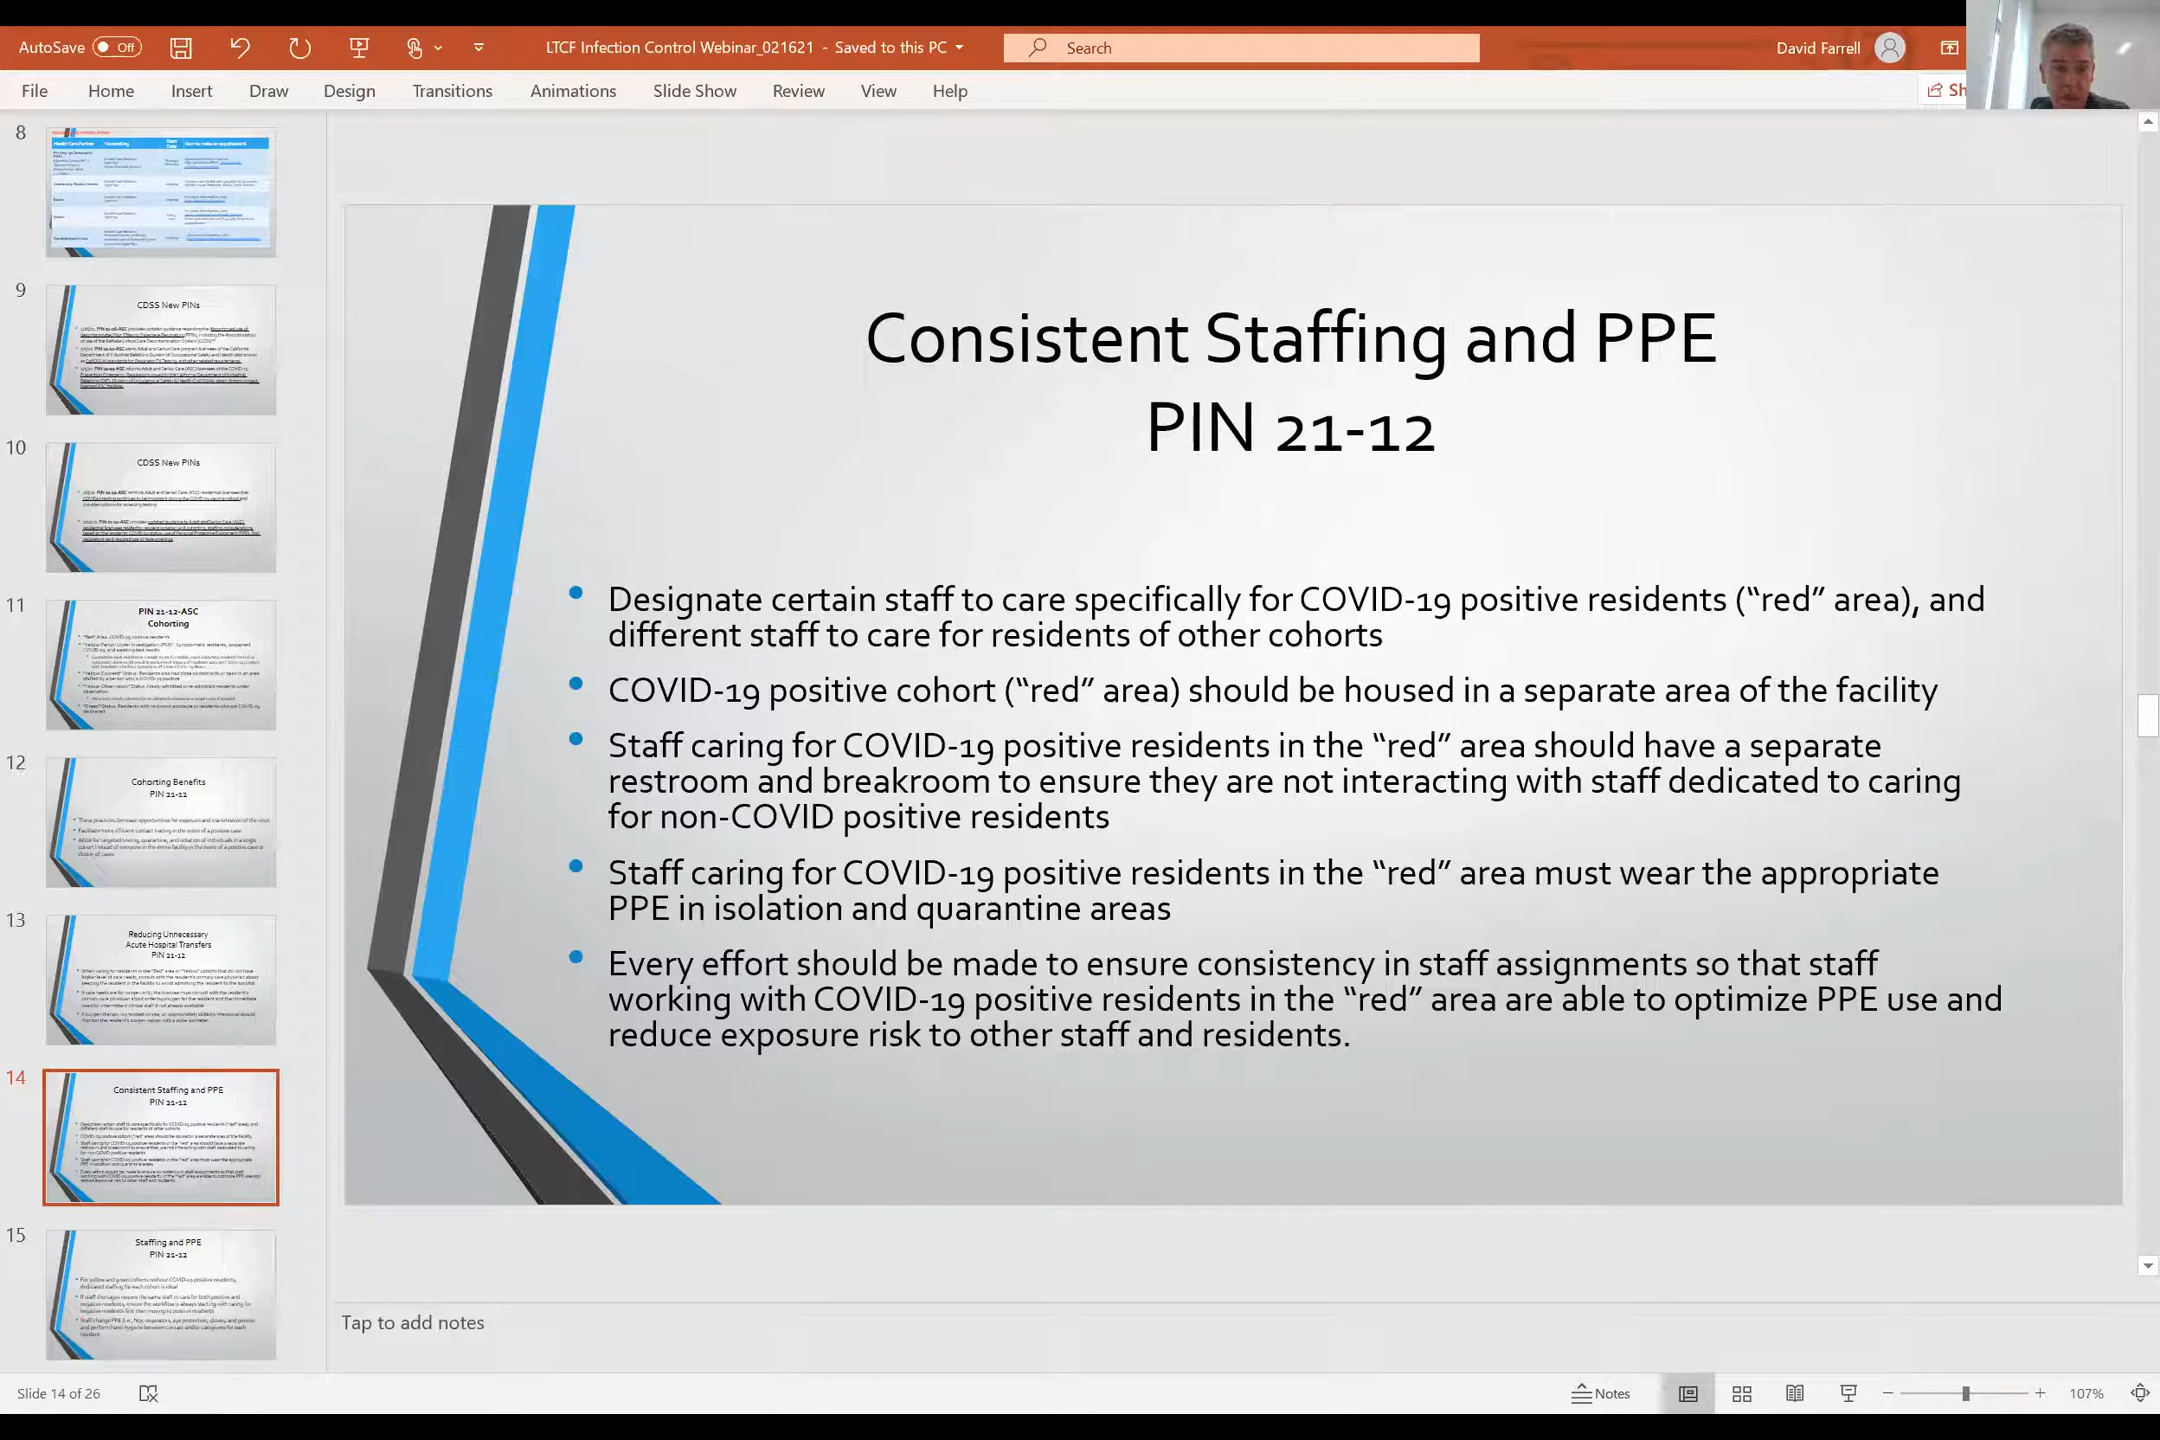 AutoSave Off
LTCF Infection Control Webinar_021621 - Saved to this PC
Search
David Farrell
File Home Insert Draw Design Transitions Animations Slide Show Review View Help
Sh
8
Health Care Partner
9
CDSS New PINs
10
CDSS New PINs
11
PIN 21-12-ASC
Cohorting
12
Cohorting Benefits
PIN 21-12
13
Reducing Unnecessary
Acute Hospital Transfers
PIN 21-12
14
Consistent Staffing and PPE
PIN 21-12
15
Staffing and PPE
PIN 21-12
Consistent Staffing and PPE
PIN 21-12
• Designate certain staff to care specifically for COVID-19 positive residents (“red” area), and
different staff to care for residents of other cohorts
• COVID-19 positive cohort (“red” area) should be housed in a separate area of the facility
• Staff caring for COVID-19 positive residents in the “red” area should have a separate
restroom and breakroom to ensure they are not interacting with staff dedicated to caring
for non-COVID positive residents
• Staff caring for COVID-19 positive residents in the “red” area must wear the appropriate
PPE in isolation and quarantine areas
• Every effort should be made to ensure consistency in staff assignments so that staff
working with COVID-19 positive residents in the “red” area are able to optimize PPE use and
reduce exposure risk to other staff and residents.
Tap to add notes
Slide 14 of 26
Notes
107%